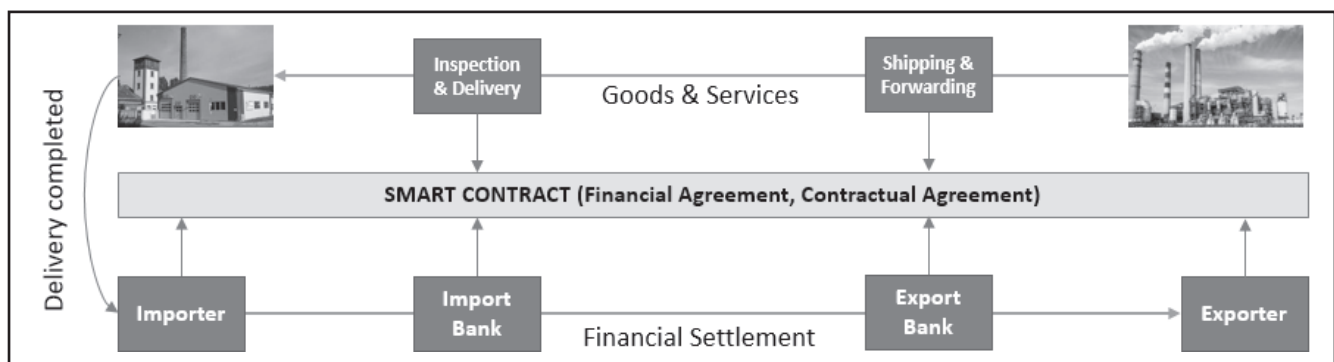 Inspection
& Delivery
Shipping &
Forwarding
Goods & Services
Delivery completed
SMART CONTRACT (Financial Agreement, Contractual Agreement)
Importer
Import
Bank
Export
Bank
Exporter
Financial Settlement